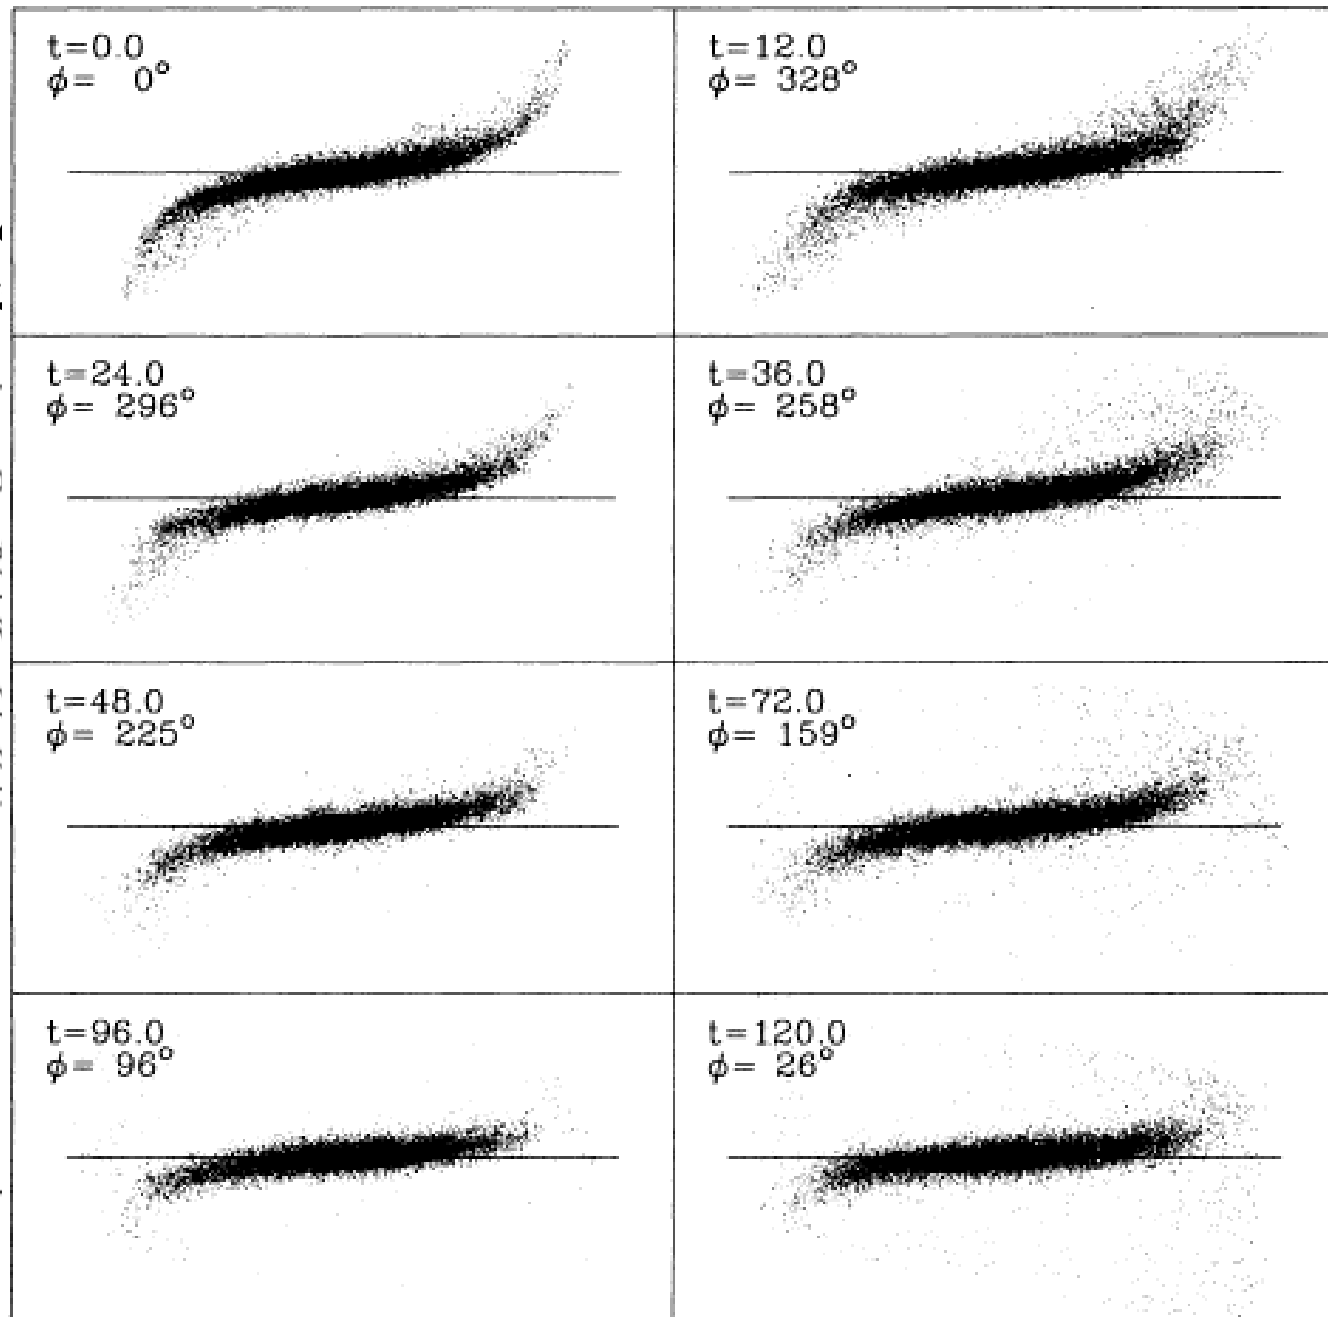 t=0.0
ϕ= 0°
t=12.0
ϕ= 328°
t=24.0
ϕ= 296°
t=36.0
ϕ= 258°
t=48.0
ϕ= 225°
t=72.0
ϕ= 159°
t=96.0
ϕ= 96°
t=120.0
ϕ= 26°